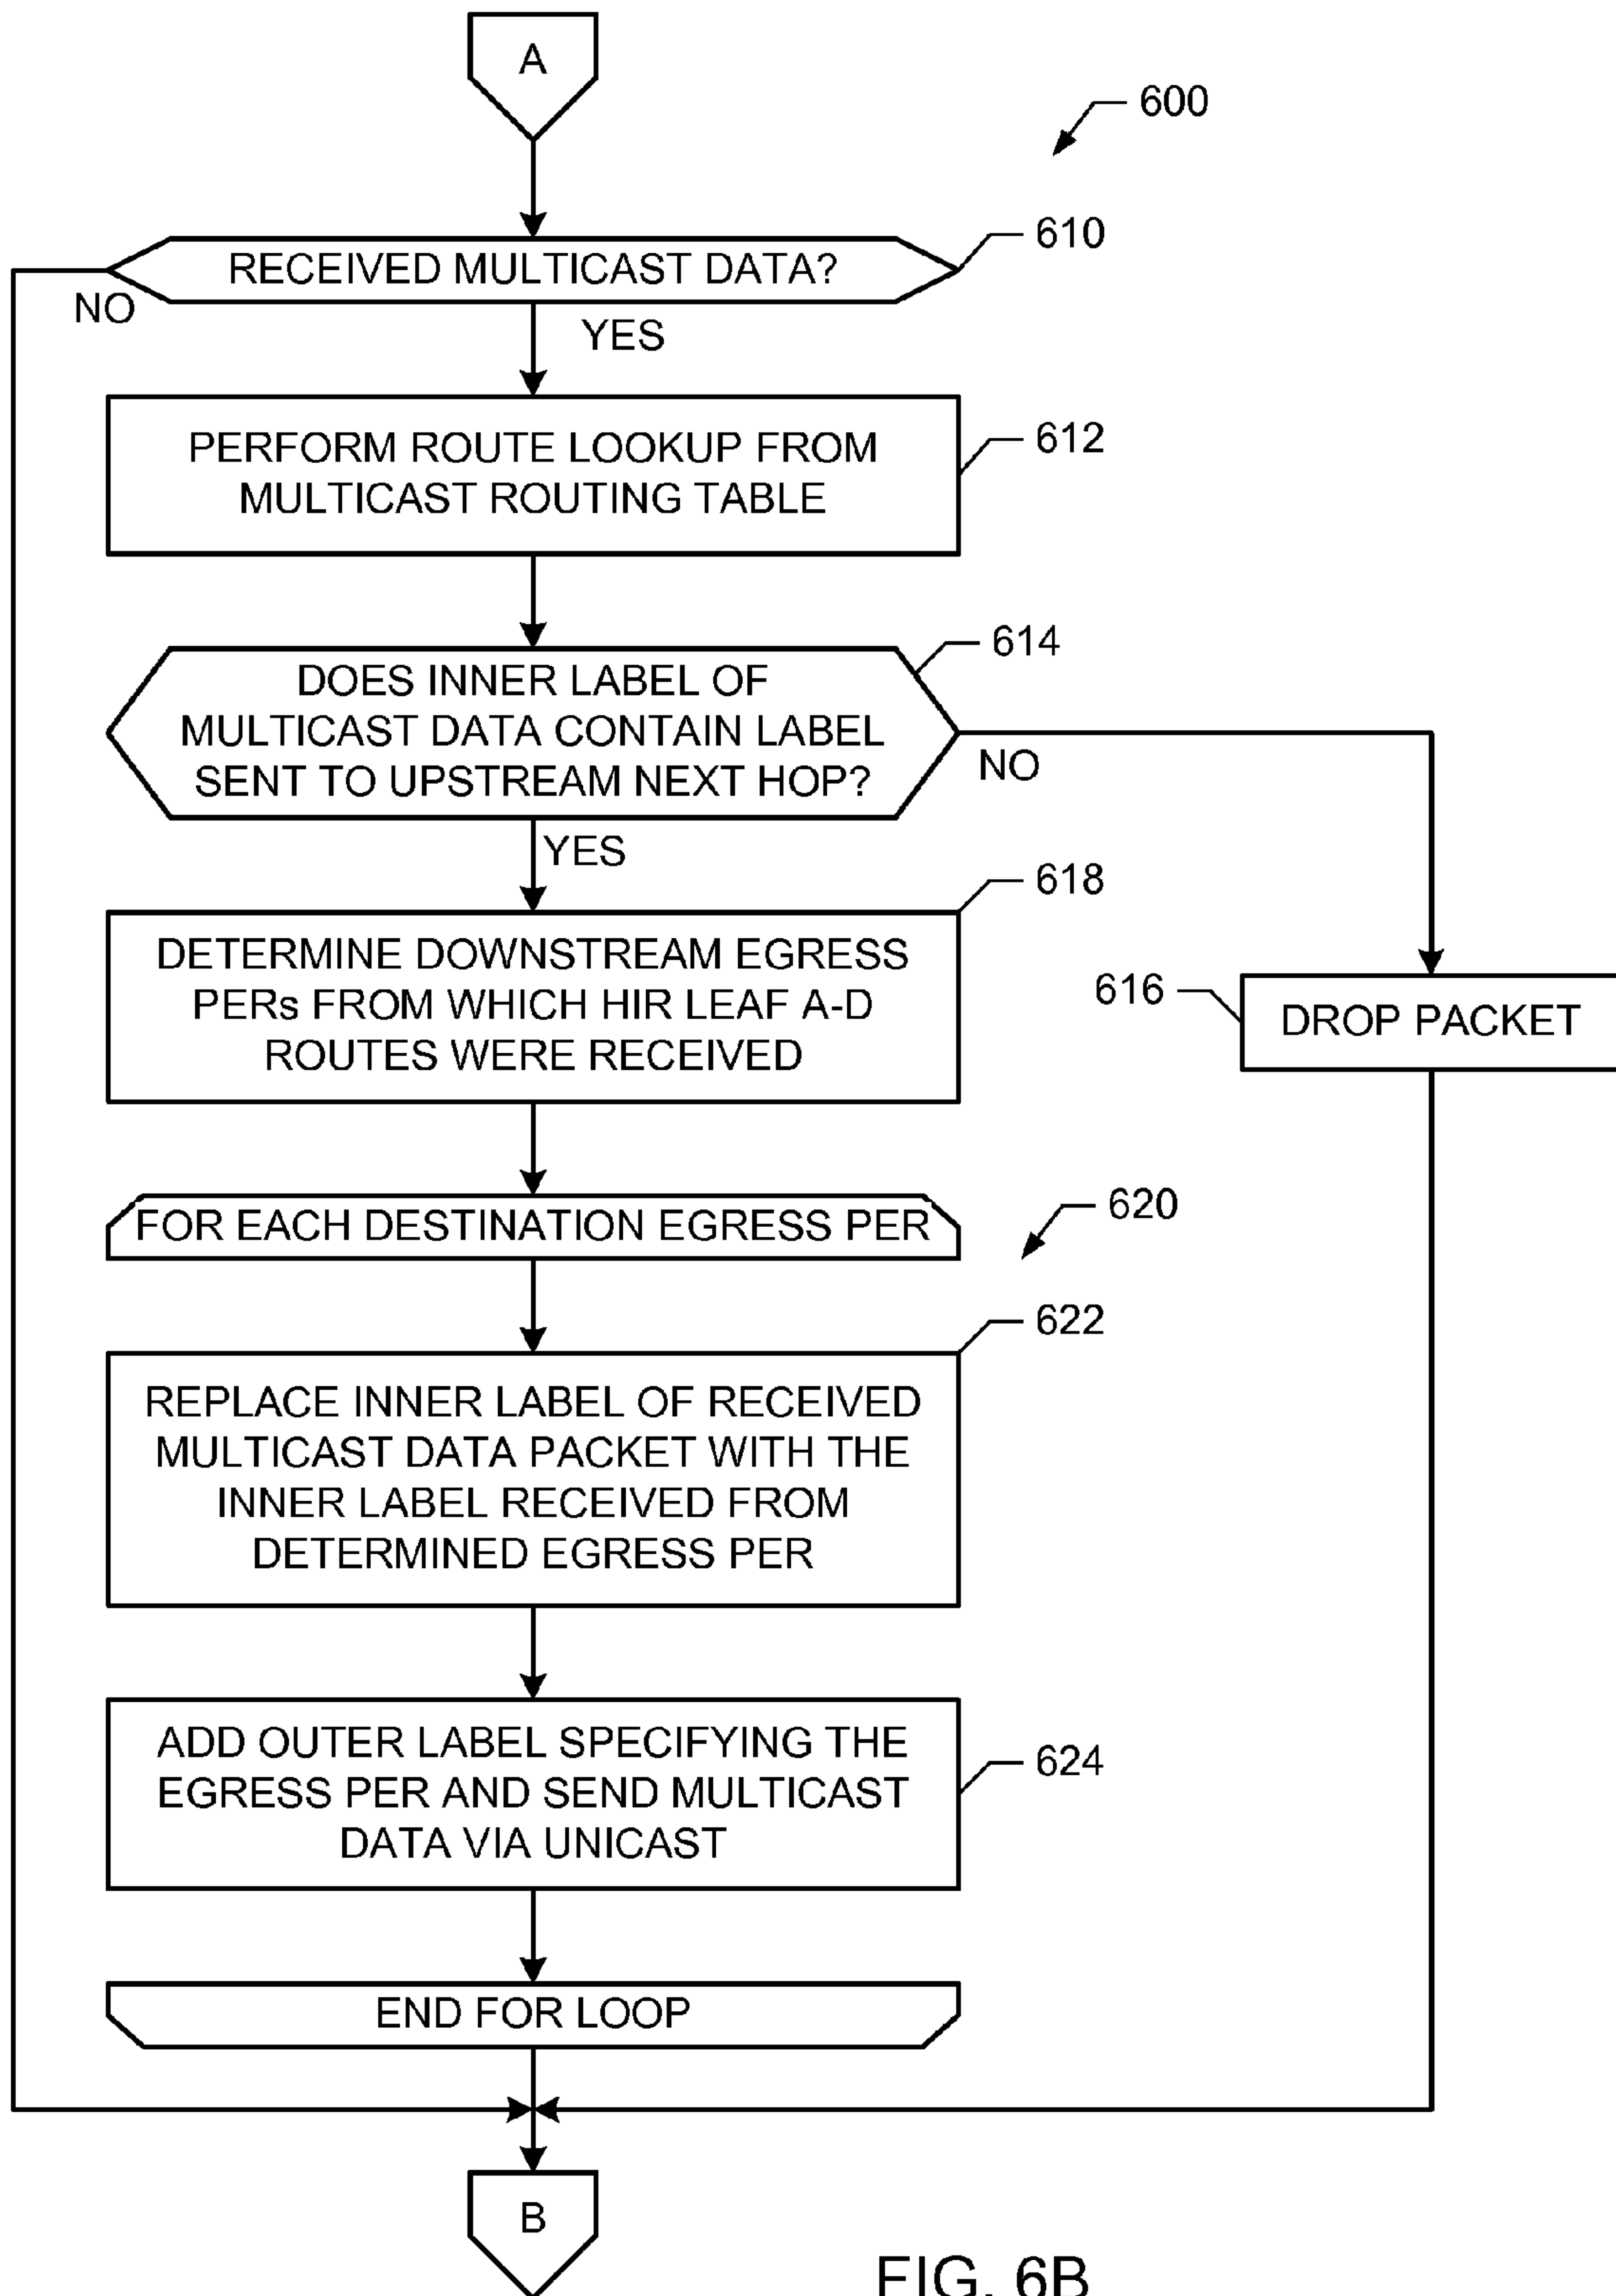 A
600
610
RECEIVED MULTICAST DATA?
NO
YES
612
PERFORM ROUTE LOOKUP FROM
MULTICAST ROUTING TABLE
614
DOES INNER LABEL OF
MULTICAST DATA CONTAIN LABEL
SENT TO UPSTREAM NEXT HOP?
NO
YES
618
DETERMINE DOWNSTREAM EGRESS
PERs FROM WHICH HIR LEAF A-D
ROUTES WERE RECEIVED
616
DROP PACKET
FOR EACH DESTINATION EGRESS PER
620
622
REPLACE INNER LABEL OF RECEIVED
MULTICAST DATA PACKET WITH THE
INNER LABEL RECEIVED FROM
DETERMINED EGRESS PER
ADD OUTER LABEL SPECIFYING THE
EGRESS PER AND SEND MULTICAST
DATA VIA UNICAST
624
END FOR LOOP
B
FIG. 6B